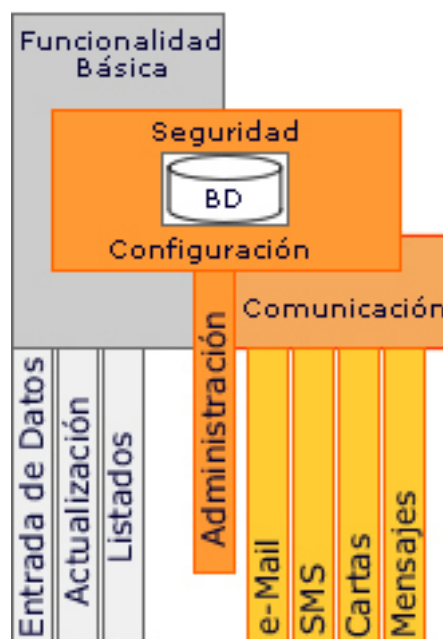 Funcionalidad
Básica
Seguridad
BD
Configuración
Comunicación
Entrada de Datos
Actualización
Listados
Administración
e-Mail
SMS
Cartas
Mensajes